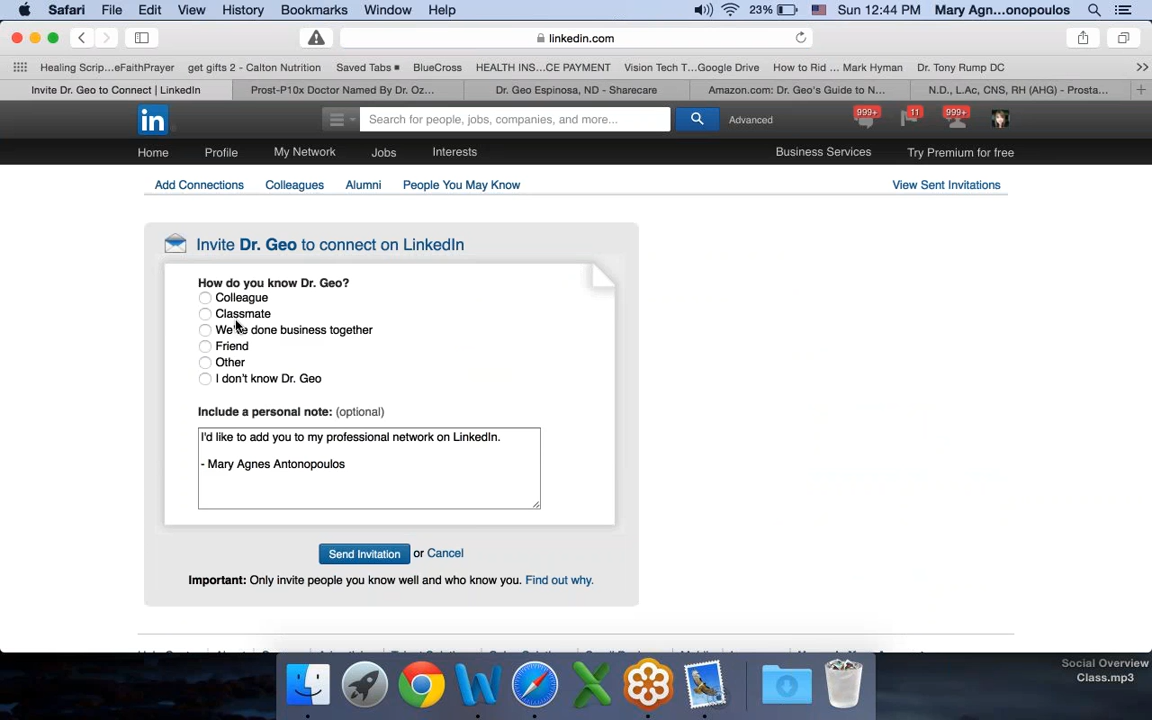 Safari File Edit View History Bookmarks Window Help 23% Sun 12:44 PM Mary Agn...onopoulos
linkedin.com
Healing Scrip...eFaithPrayer get gifts 2 - Calton Nutrition Saved Tabs BlueCross HEALTH INS...CE PAYMENT Vision Tech T...Google Drive How to Rid ... Mark Hyman Dr. Tony Rump DC
Invite Dr. Geo to Connect | LinkedIn Prost-P10x Doctor Named By Dr. Oz... Dr. Geo Espinosa, ND - Sharecare Amazon.com: Dr. Geo's Guide to N... N.D., L.Ac, CNS, RH (AHG) - Prosta...
in Search for people, jobs, companies, and more... Advanced 999+ 11 999+
Home Profile My Network Jobs Interests Business Services Try Premium for free
Add Connections Colleagues Alumni People You May Know View Sent Invitations
Invite Dr. Geo to connect on LinkedIn
How do you know Dr. Geo?
Colleague
Classmate
We've done business together
Friend
Other
I don't know Dr. Geo
Include a personal note: (optional)
I'd like to add you to my professional network on LinkedIn.
- Mary Agnes Antonopoulos
Send Invitation or Cancel
Important: Only invite people you know well and who know you. Find out why.
Social Overview
Class.mp3